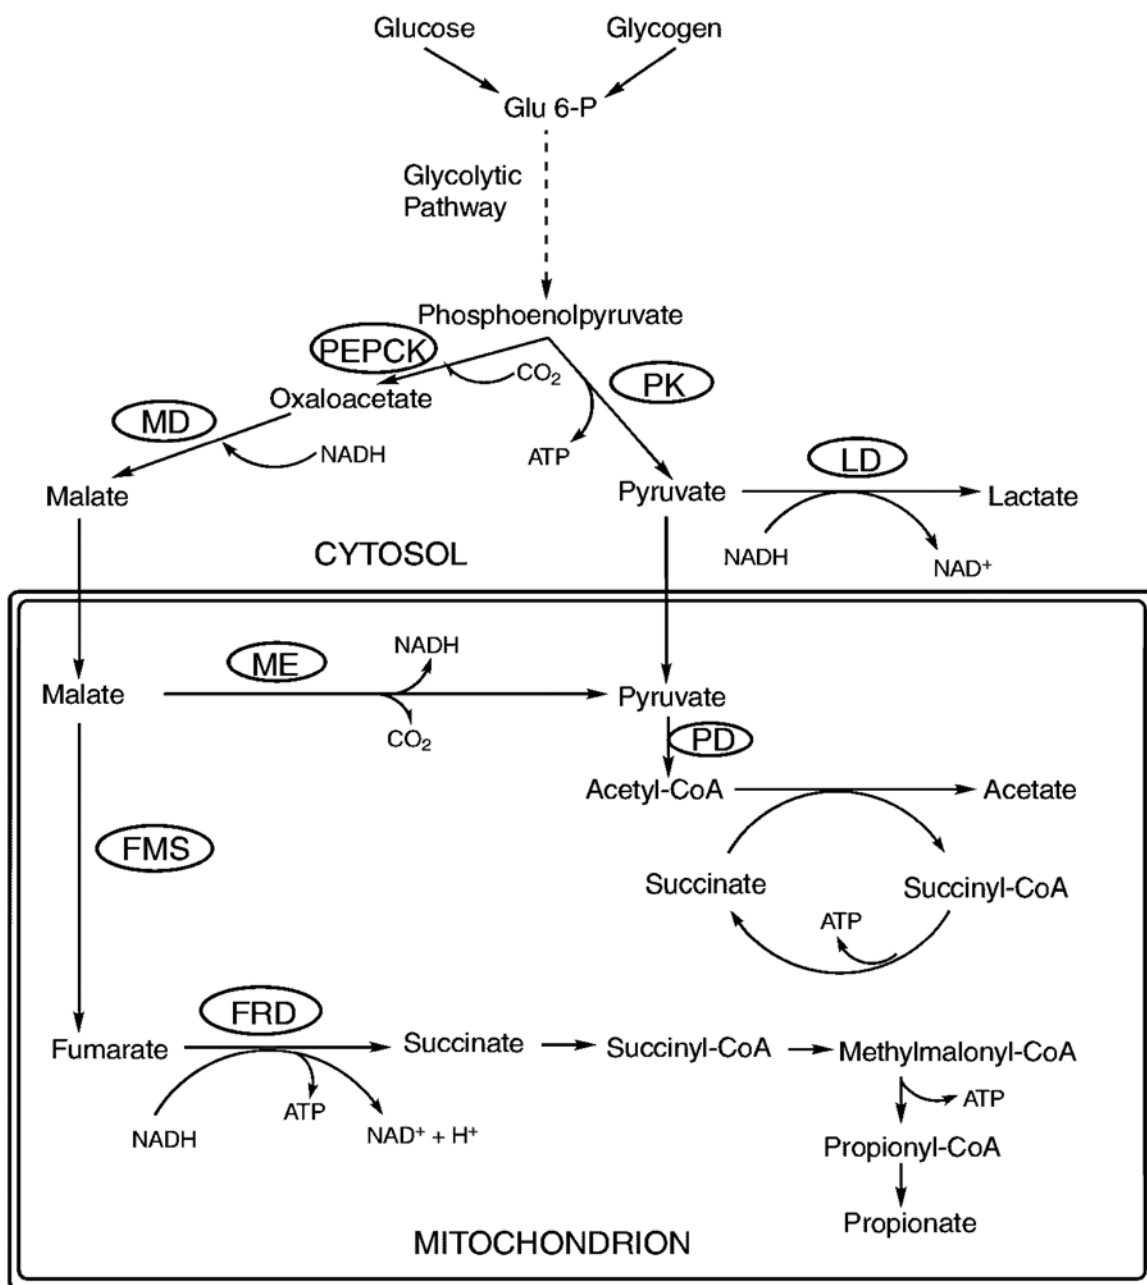 Glucose
Glycogen
Glu 6-P
Glycolytic
Pathway
Phosphoenolpyruvate
PEPCK
CO₂
PK
Oxaloacetate
MD
NADH
ATP
LD
Malate
Pyruvate
Lactate
NADH
NAD⁺
CYTOSOL
NADH
ME
Malate
Pyruvate
CO₂
PD
Acetyl-CoA
Acetate
FMS
Succinate
Succinyl-CoA
ATP
FRD
Fumarate
Succinate
Succinyl-CoA
Methylmalonyl-CoA
NADH
ATP
NAD⁺ + H⁺
ATP
Propionyl-CoA
Propionate
MITOCHONDRION